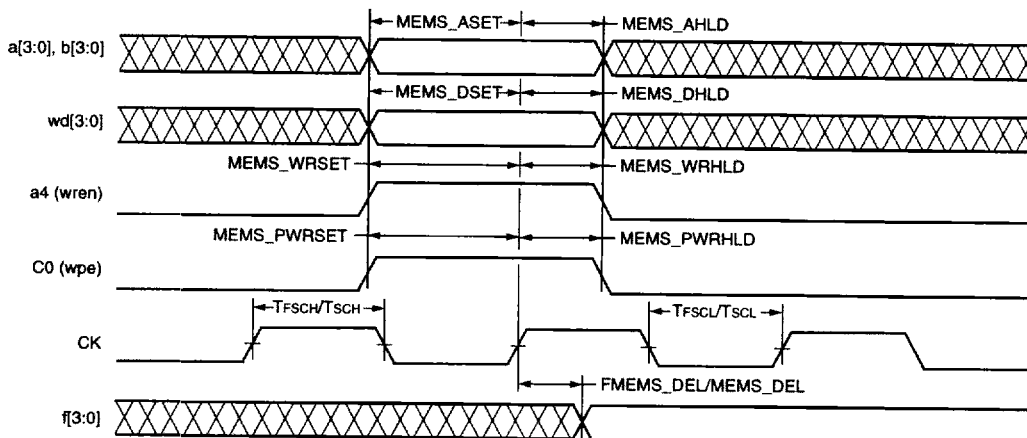 MEMS_ASET MEMS_AHLD
a[3:0], b[3:0]
MEMS_DSET MEMS_DHLD
wd[3:0]
MEMS_WRSET MEMS_WRHLD
a4 (wren)
MEMS_PWRSET MEMS_PWRHLD
C0 (wpe)
TFSCH/TSCH TFSCL/TSCL
CK
FMEMS_DEL/MEMS_DEL
f[3:0]